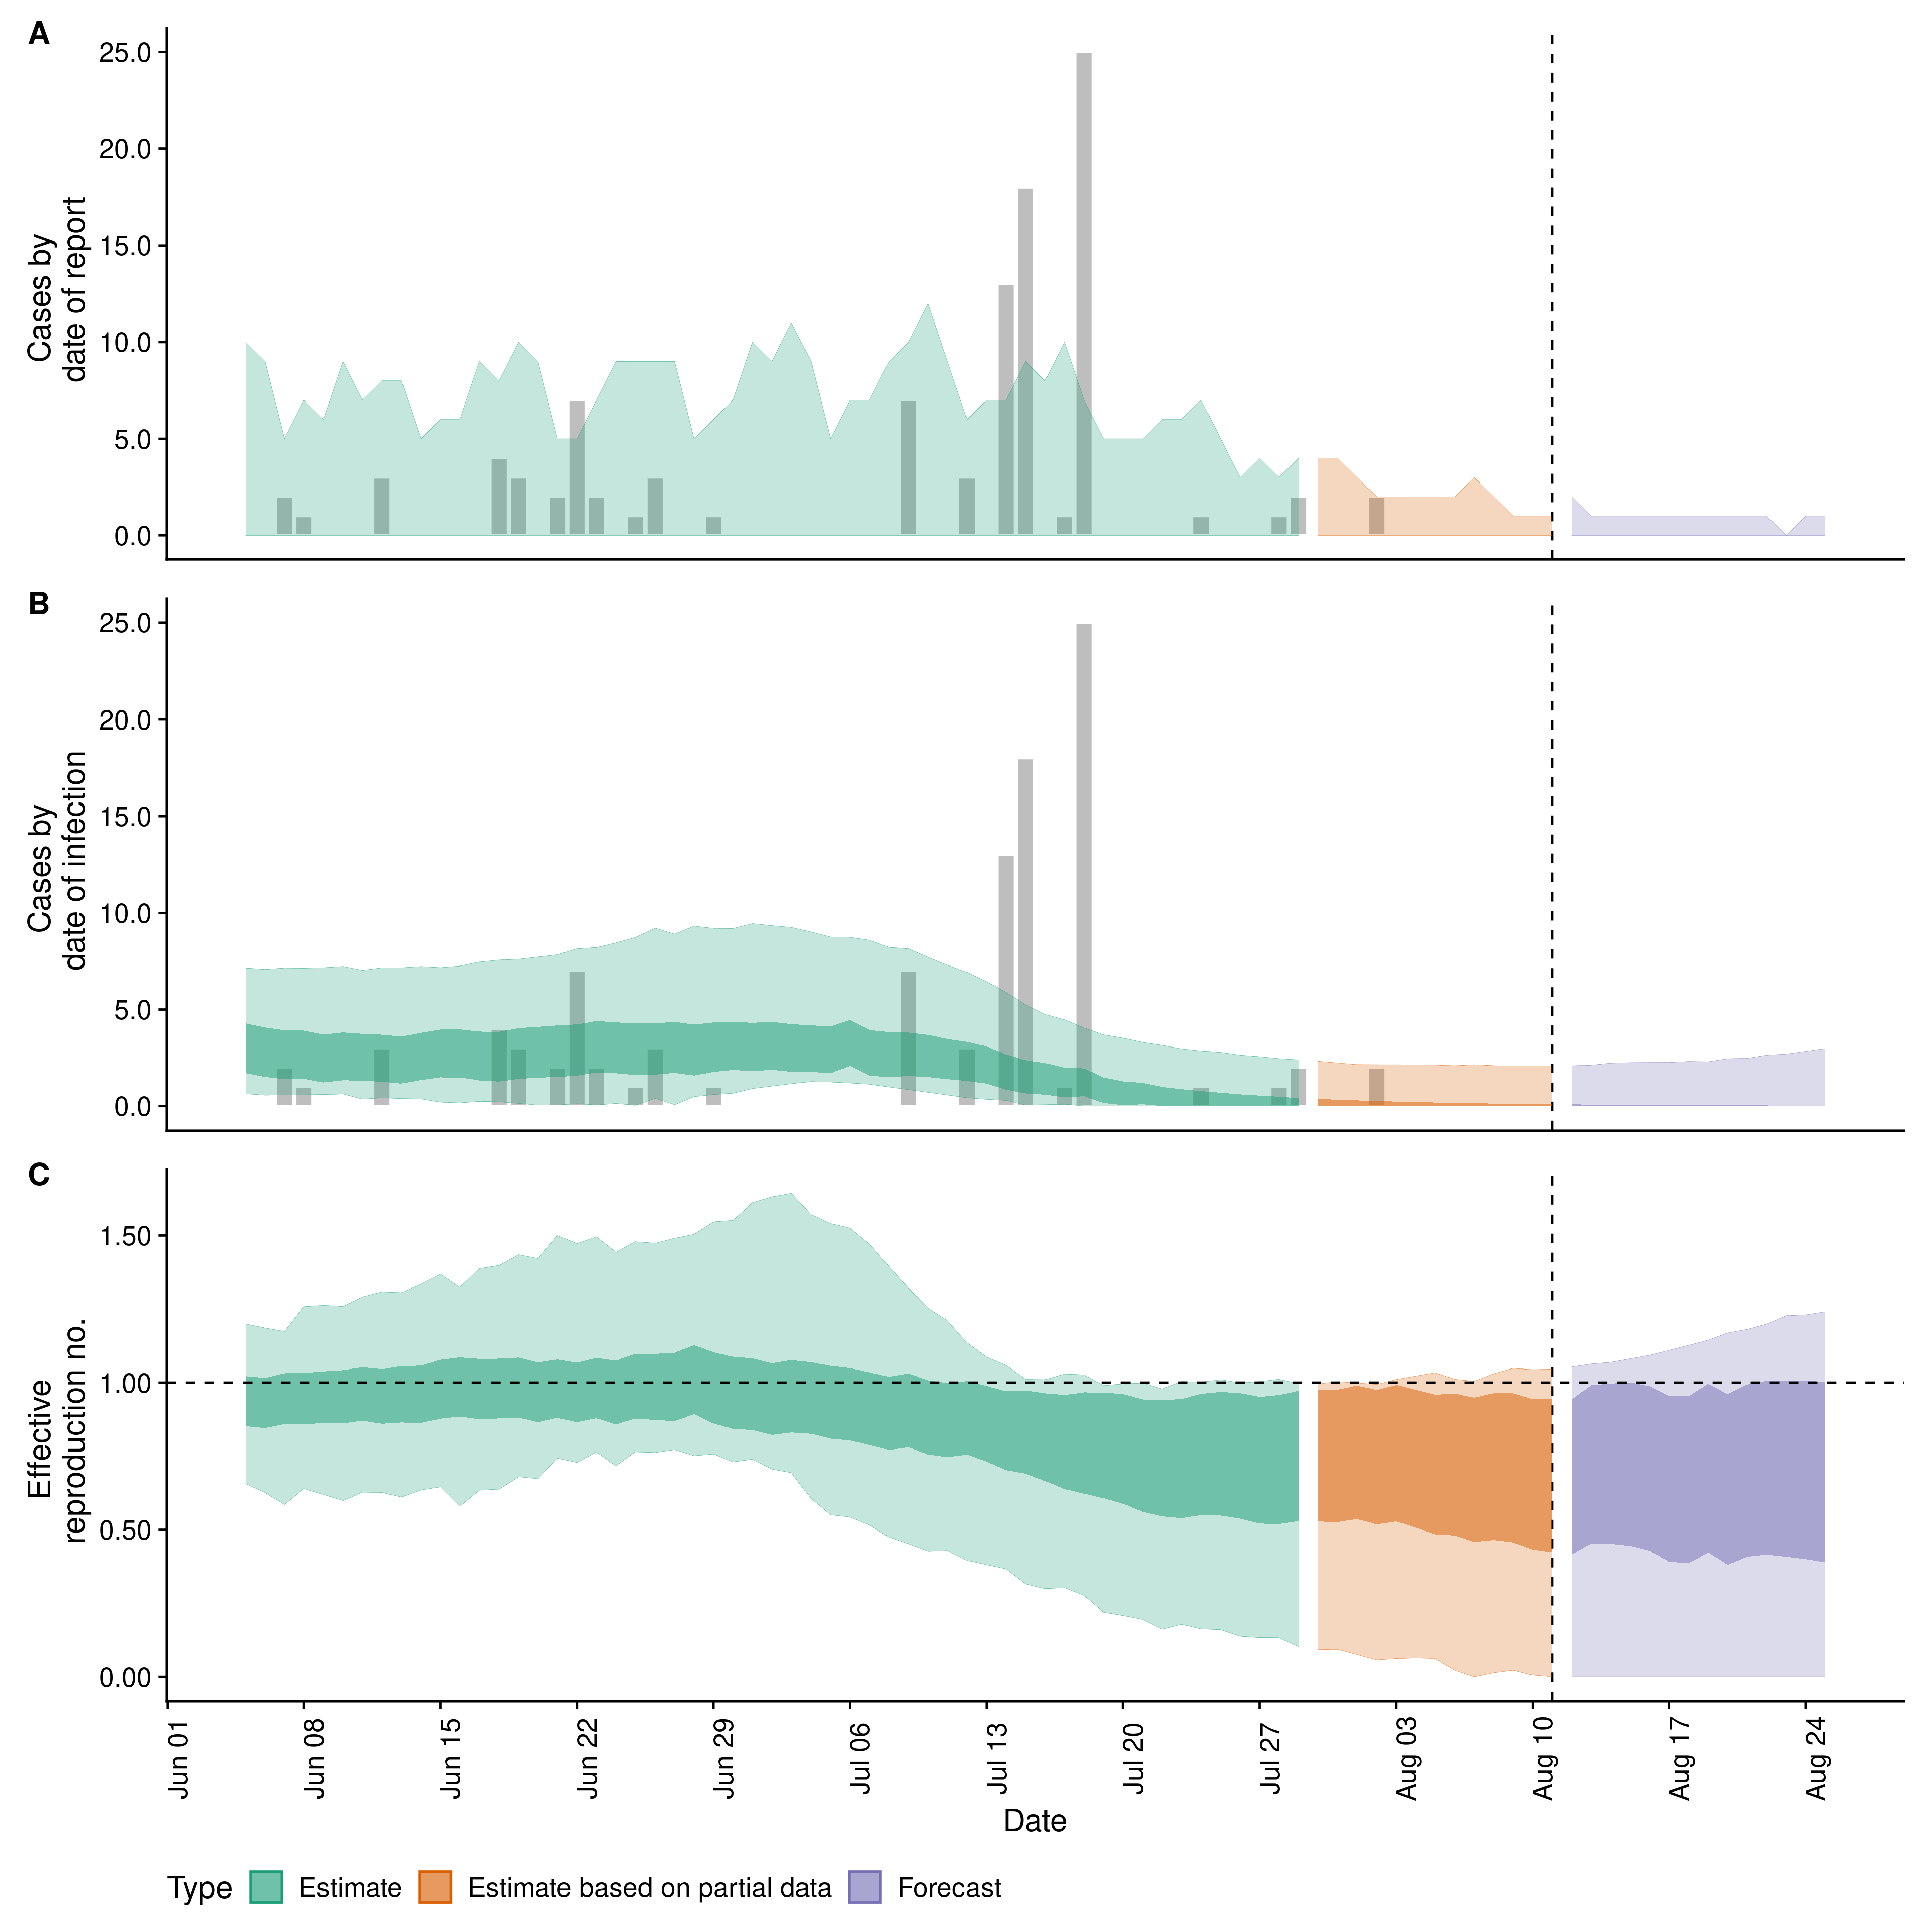 A
Cases by
date of report
25.0
20.0
15.0
10.0
5.0
0.0
B
Cases by
date of infection
25.0
20.0
15.0
10.0
5.0
0.0
C
Effective
reproduction no.
1.50
1.00
0.50
0.00
Jun 01
Jun 08
Jun 15
Jun 22
Jun 29
Jul 06
Jul 13
Jul 20
Jul 27
Aug 03
Aug 10
Aug 17
Aug 24
Date
Type Estimate Estimate based on partial data Forecast